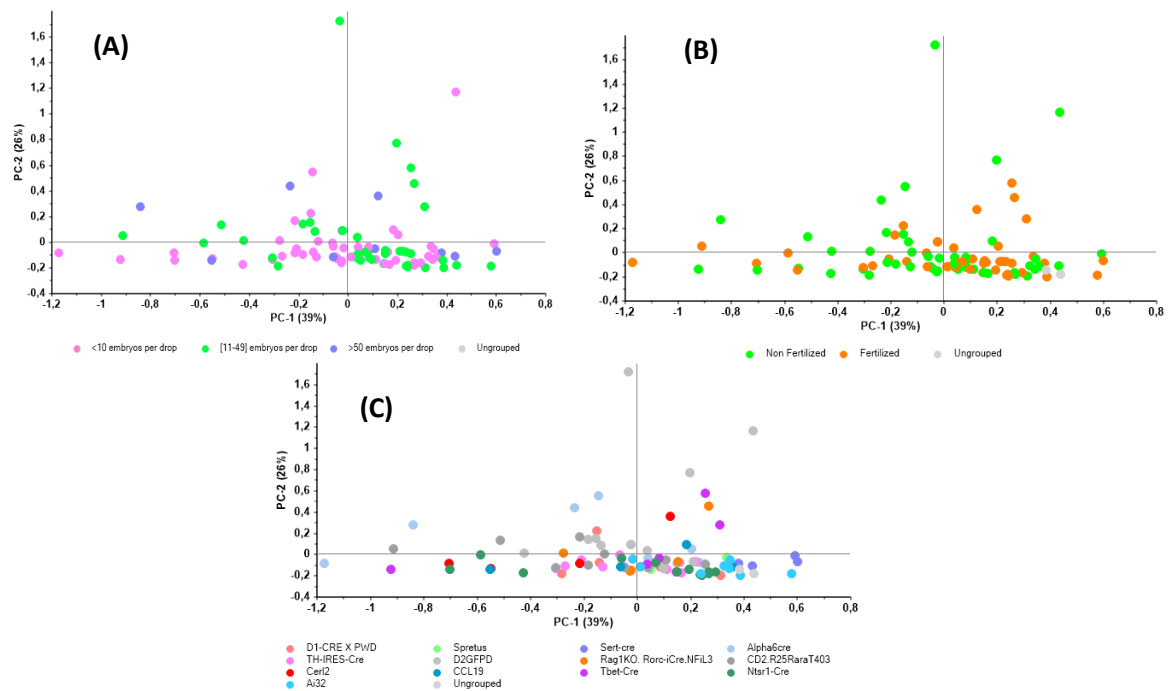 (A)
PC-2 (26%)
1,6
1,4
1,2
1
0,8
0,6
0,4
0,2
0
-0,2
-0,4
-1,2 -1 -0,8 -0,6 -0,4 -0,2 0 0,2 0,4 0,6 0,8
PC-1 (39%)
<10 embryos per drop [11-49] embryos per drop >50 embryos per drop Ungrouped
(B)
PC-2 (26%)
1,6
1,4
1,2
1
0,8
0,6
0,4
0,2
0
-0,2
-0,4
-1,2 -1 -0,8 -0,6 -0,4 -0,2 0 0,2 0,4 0,6 0,8
PC-1 (39%)
Non Fertilized Fertilized Ungrouped
(C)
PC-2 (26%)
1,6
1,4
1,2
1
0,8
0,6
0,4
0,2
0
-0,2
-0,4
-1,2 -1 -0,8 -0,6 -0,4 -0,2 0 0,2 0,4 0,6 0,8
PC-1 (39%)
D1-CRE X PWD Spretus Sert-cre Alpha6cre
TH-IRES-Cre D2GFPD Rag1KO. Rorc-iCre.NFiL3 CD2.R25RaraT403
Cerl2 CCL19 Tbet-Cre Ntsr1-Cre
Ai32 Ungrouped